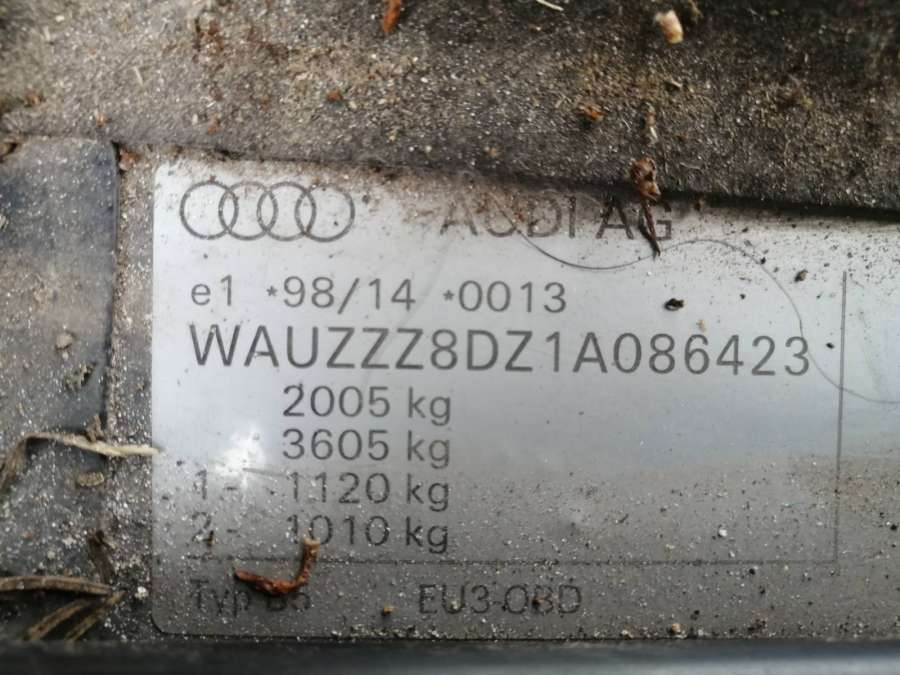 AUDI AG
e1 *98/14 *0013
WAUZZZ8DZ1A086423
2005 kg
3605 kg
1- 1120 kg
2- 1010 kg
Typ B5 EU3-OBD